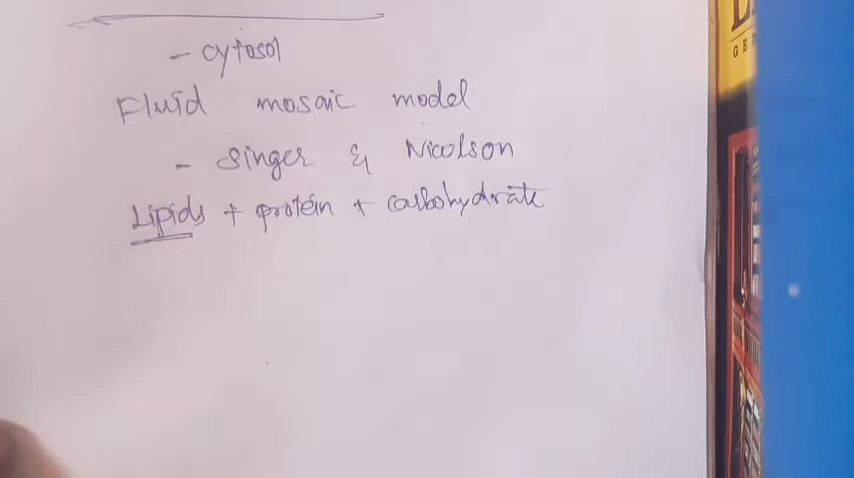 - cytosol
Fluid mosaic model
- Singer & Nicolson
Lipids + protein + carbohydrate